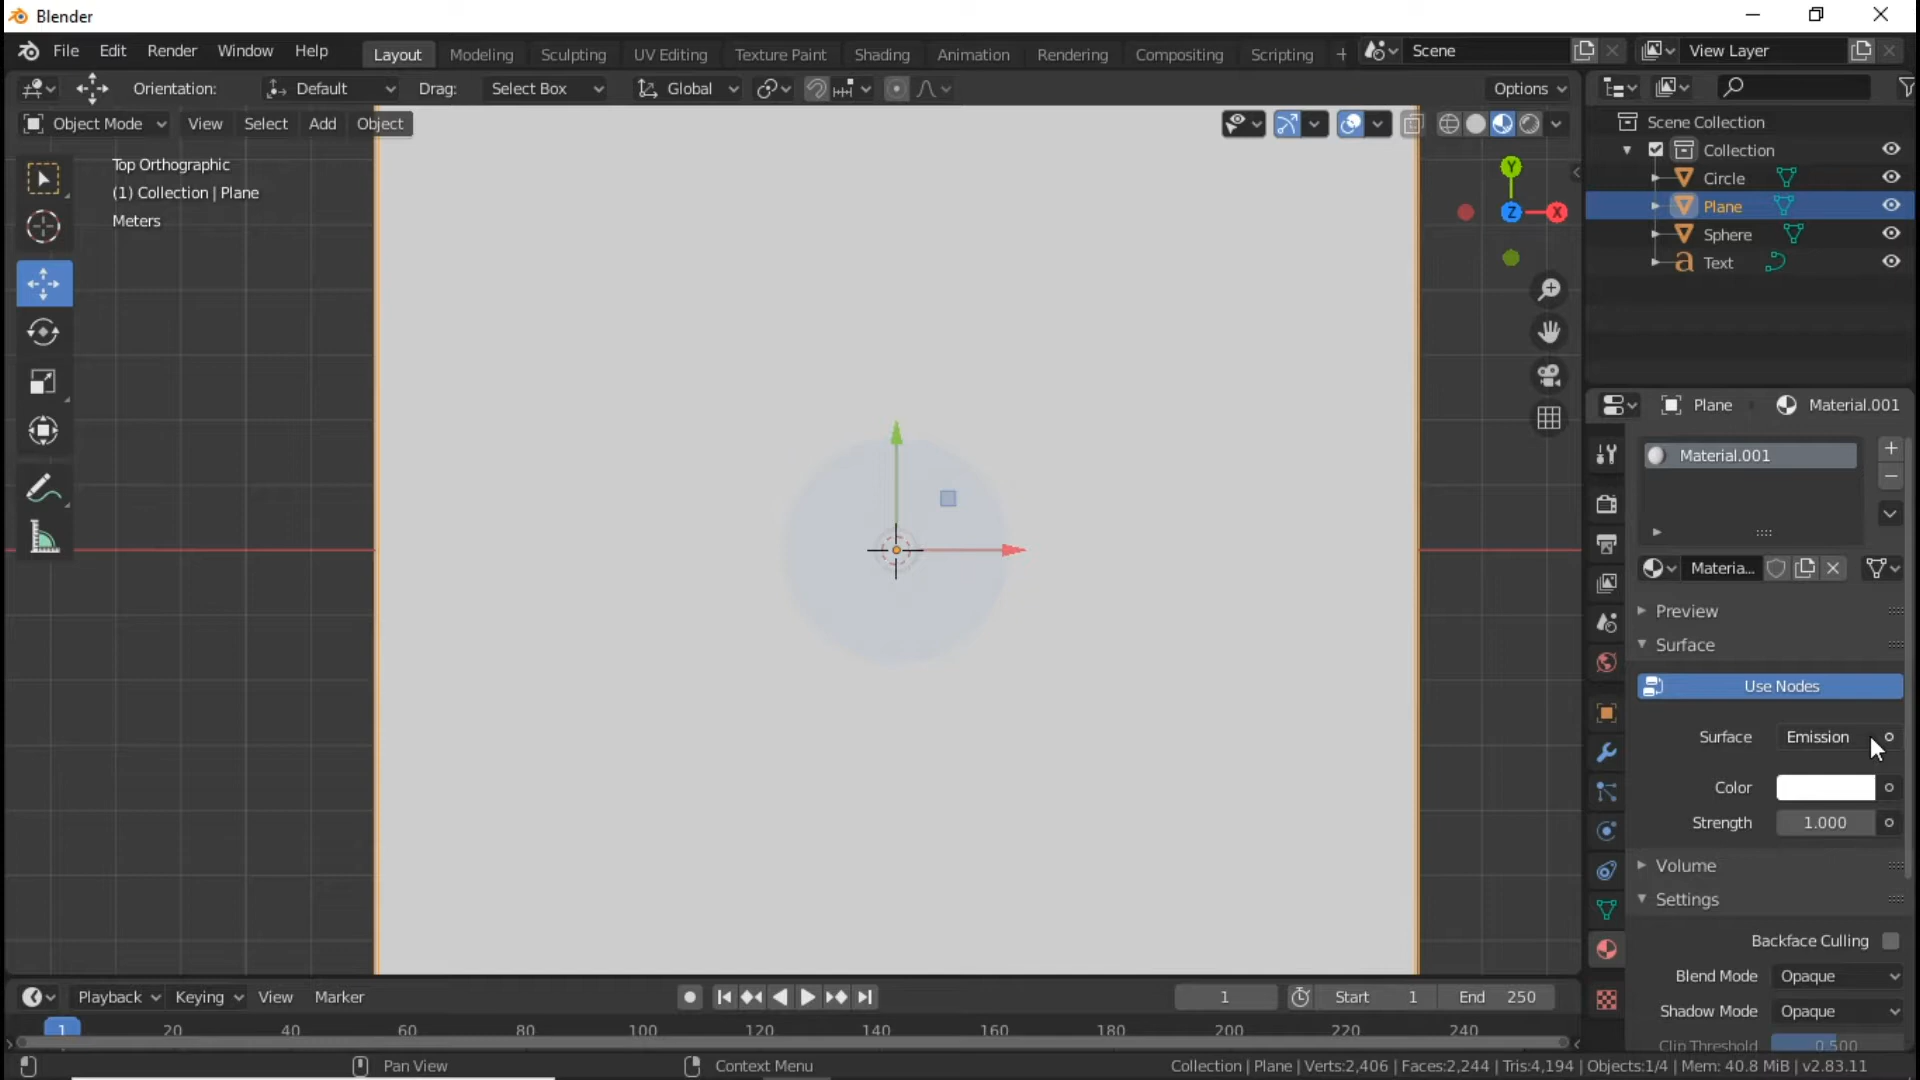 Blender
File Edit Render Window Help Layout Modeling Sculpting UV Editing Texture Paint Shading Animation Rendering Compositing Scripting + Scene View Layer
Orientation: Default Drag: Select Box Global Options
Object Mode View Select Add Object
Top Orthographic
(1) Collection | Plane
Meters
Y
Z X
Scene Collection
Collection
Circle
Plane
Sphere
Text
Plane Material.001
Material.001
Materia...
Preview
Surface
Use Nodes
Surface Emission
Color
Strength 1.000
Volume
Settings
Backface Culling
Blend Mode Opaque
Shadow Mode Opaque
Clip Threshold 0.500
Playback Keying View Marker 1 Start 1 End 250
1 20 40 60 80 100 120 140 160 180 200 220 240
Pan View Context Menu Collection | Plane | Verts:2,406 | Faces:2,244 | Tris:4,194 | Objects:1/4 | Mem: 40.8 MiB | v2.83.11